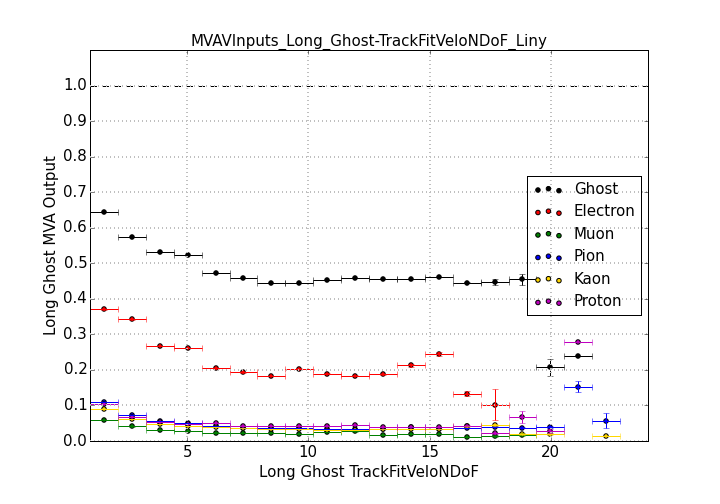 MVAVInputs_Long_Ghost-TrackFitVeloNDoF_Liny
Long Ghost MVA Output
1.0
0.9
0.8
0.7
0.6
0.5
0.4
0.3
0.2
0.1
0.0
Ghost
Electron
Muon
Pion
Kaon
Proton
5 10 15 20
Long Ghost TrackFitVeloNDoF